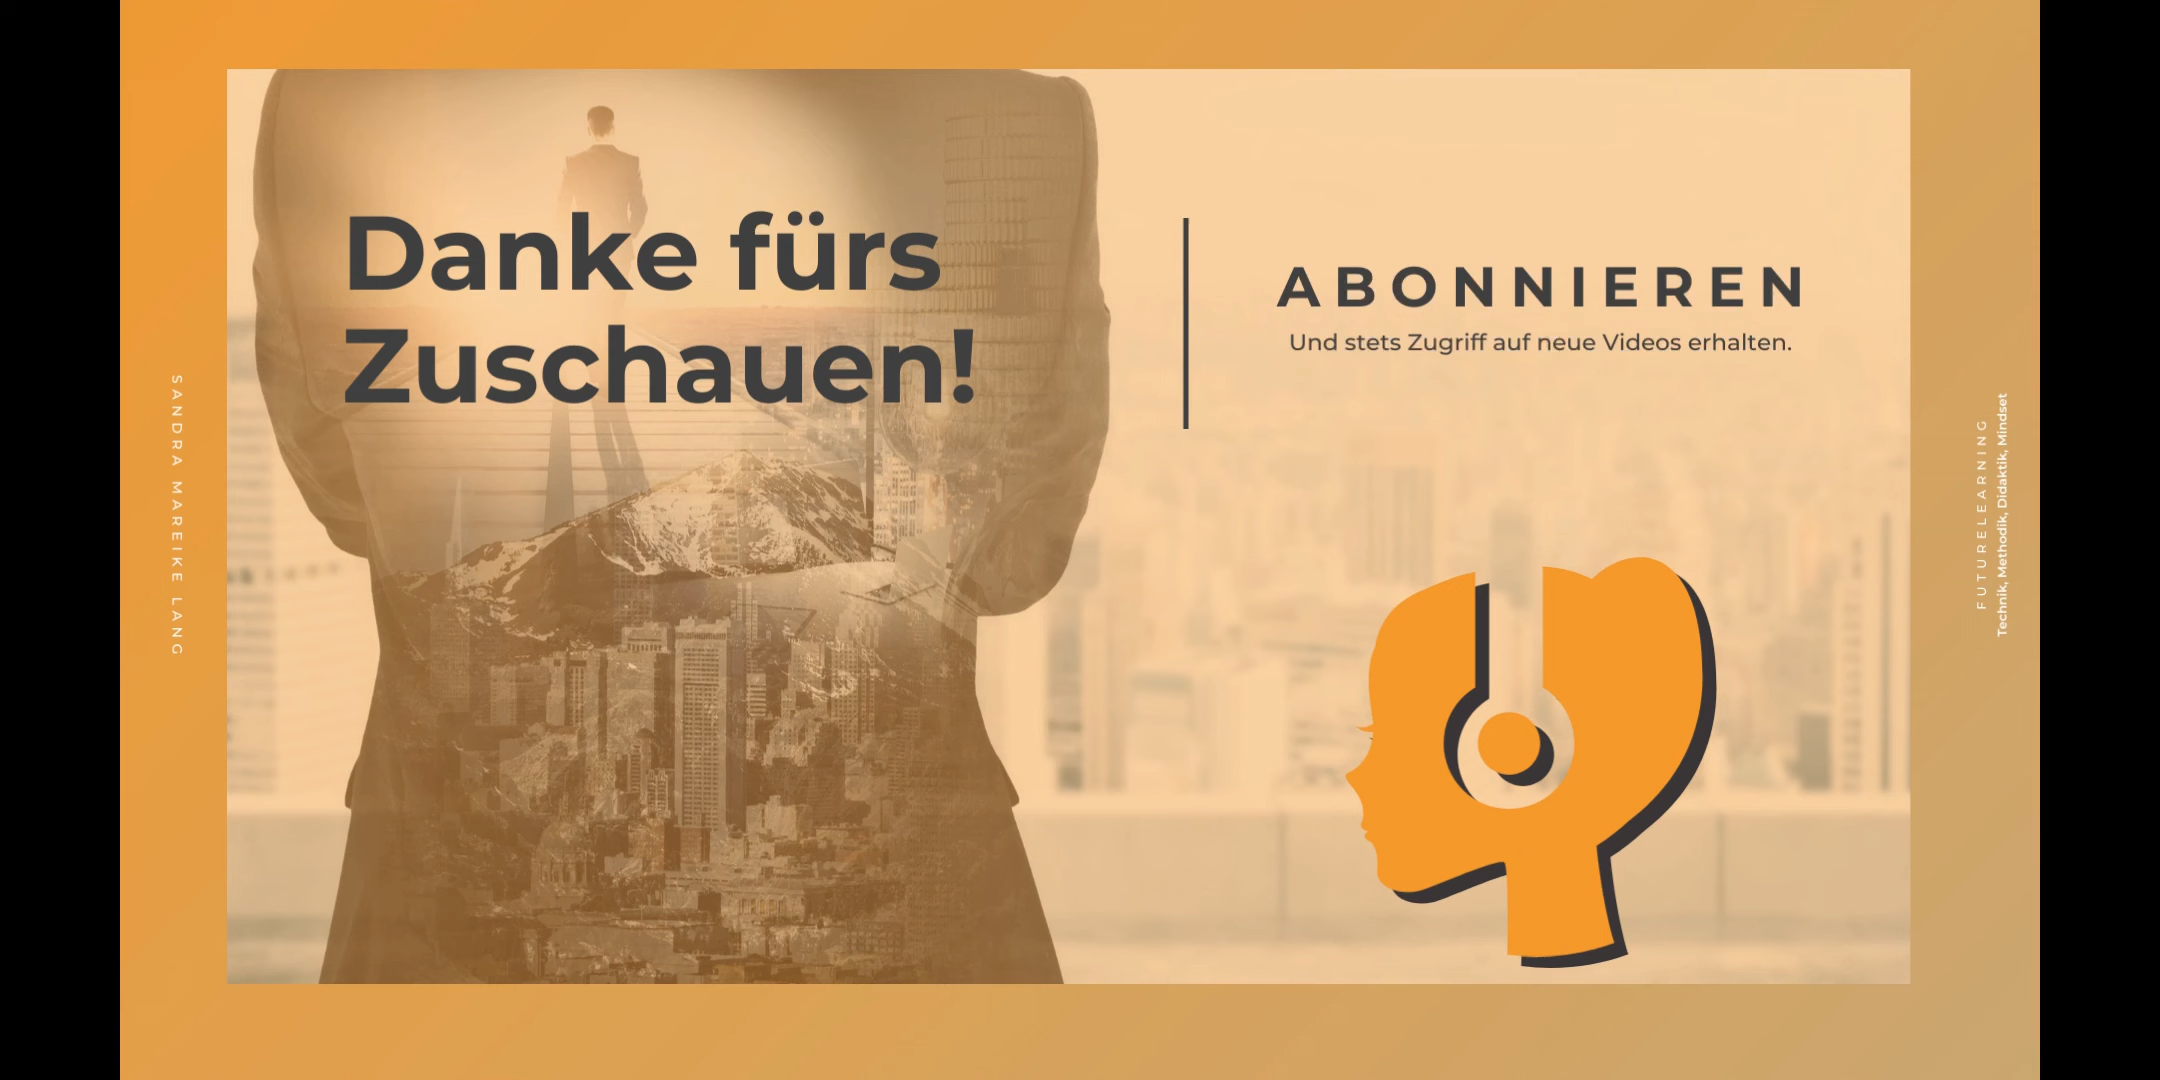 SANDRA MAREIKE LANG
Danke fürs
Zuschauen!
ABONNIEREN
Und stets Zugriff auf neue Videos erhalten.
FUTURELEARNING
Technik, Methodik, Didaktik, Mindset